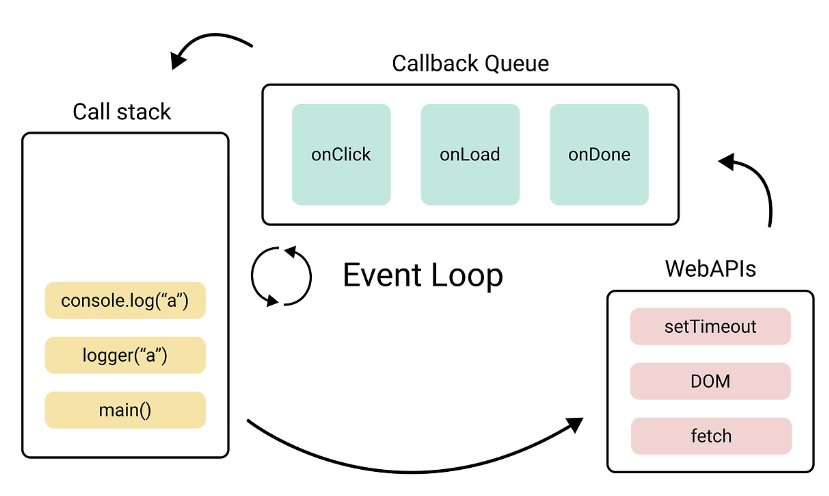 Callback Queue
Call stack
onClick
onLoad
onDone
Event Loop
WebAPIs
console.log(“a”)
logger(“a”)
main()
setTimeout
DOM
fetch